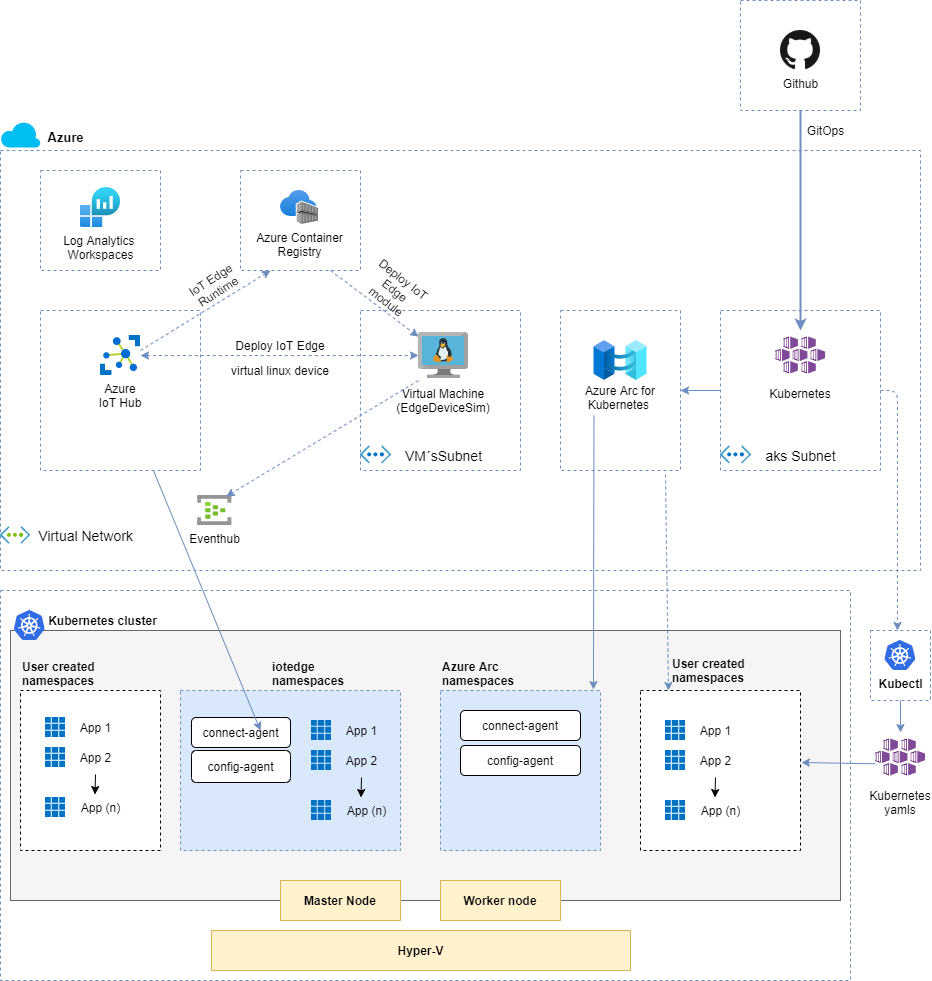 Github
GitOps
Azure
Log Analytics
Workspaces
Azure Container
Registry
IoT Edge
Runtime
Deploy IoT
Edge
module
Deploy IoT Edge
virtual linux device
Azure
IoT Hub
Virtual Machine
(EdgeDeviceSim)
VM´sSubnet
Azure Arc for
Kubernetes
Kubernetes
aks Subnet
Eventhub
Virtual Network
Kubernetes cluster
User created
namespaces
App 1
App 2
App (n)
iotedge
namespaces
connect-agent
config-agent
App 1
App 2
App (n)
Azure Arc
namespaces
connect-agent
config-agent
User created
namespaces
App 1
App 2
App (n)
Kubectl
Kubernetes
yamls
Master Node
Worker node
Hyper-V